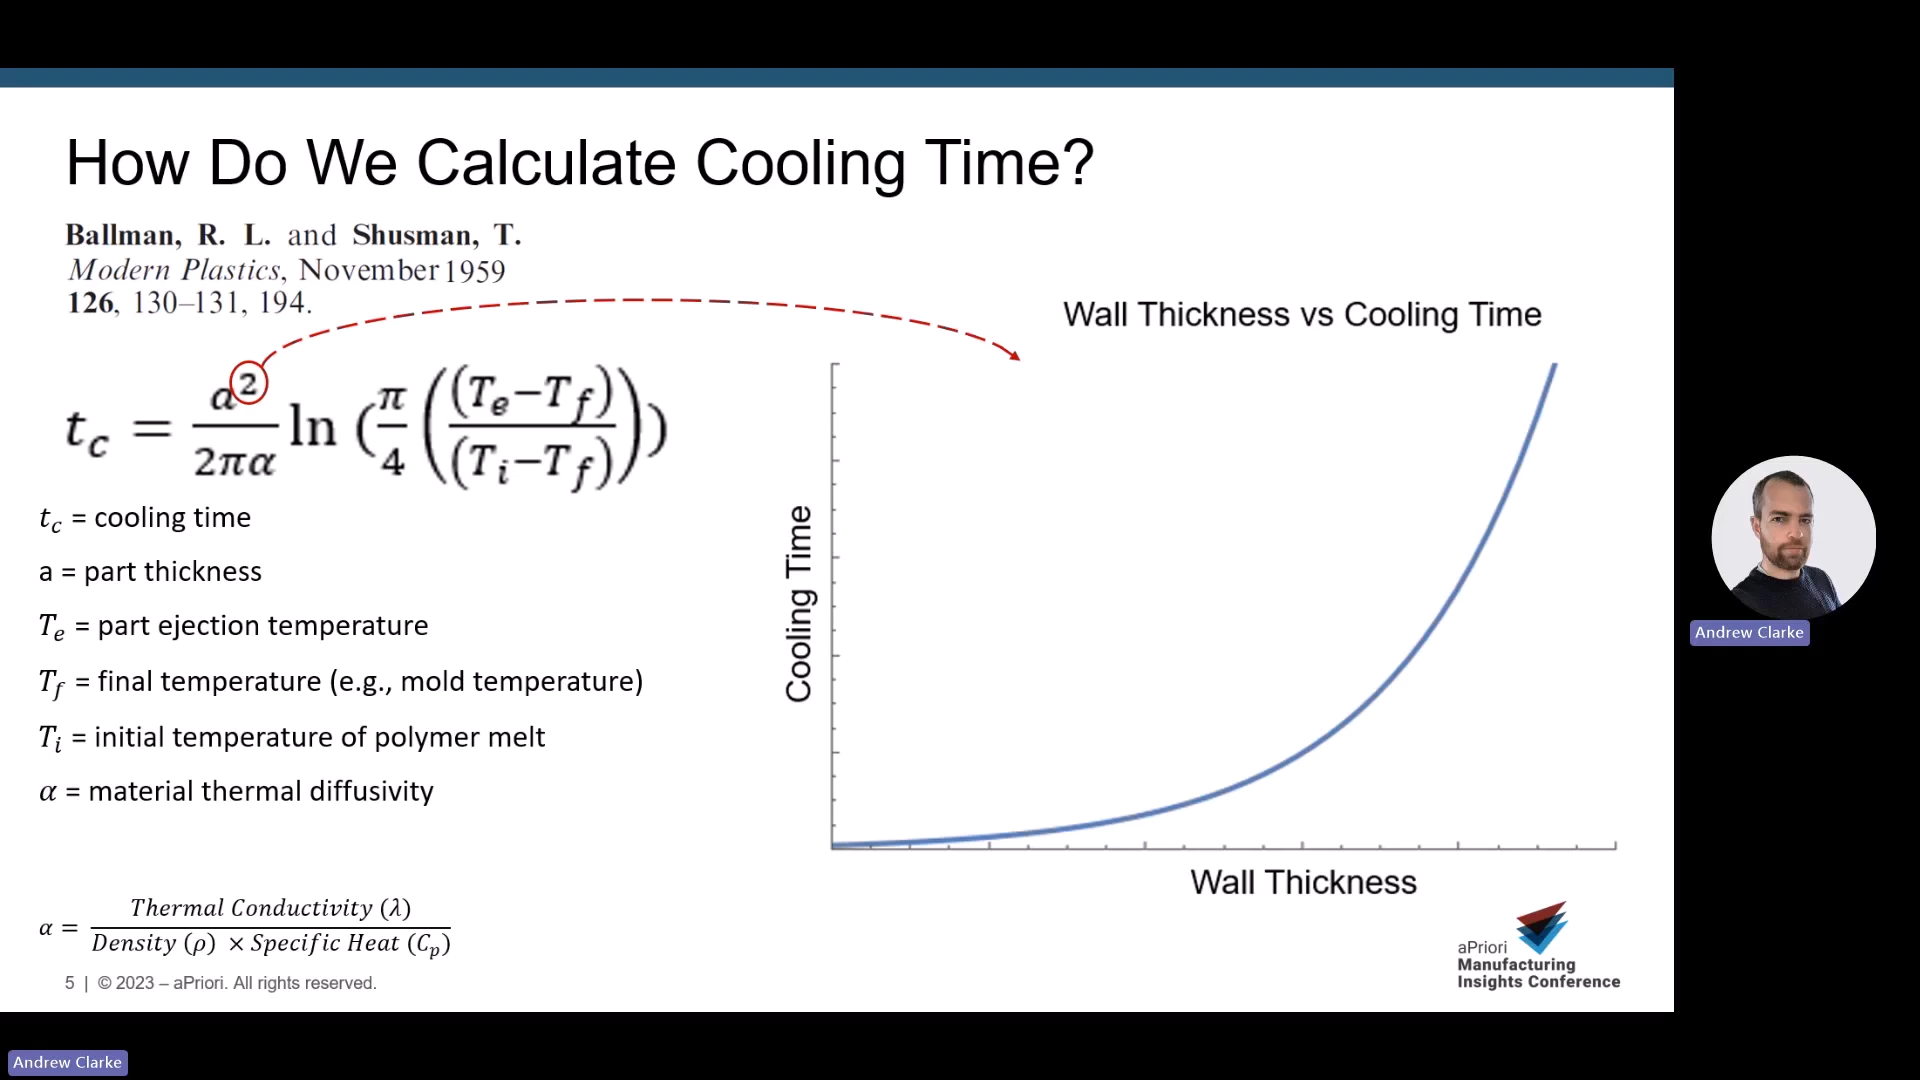 How Do We Calculate Cooling Time?
Ballman, R. L. and Shusman, T.
Modern Plastics, November 1959
126, 130–131, 194.
t_c = a^2 / 2πα ln (π/4 ((T_e−T_f) / (T_i−T_f)))
t_c = cooling time
a = part thickness
T_e = part ejection temperature
T_f = final temperature (e.g., mold temperature)
T_i = initial temperature of polymer melt
α = material thermal diffusivity
α = Thermal Conductivity (λ) / Density (ρ) × Specific Heat (C_p)
Wall Thickness vs Cooling Time
Cooling Time
Wall Thickness
5 | © 2023 – aPriori. All rights reserved.
aPriori
Manufacturing
Insights Conference
Andrew Clarke
Andrew Clarke